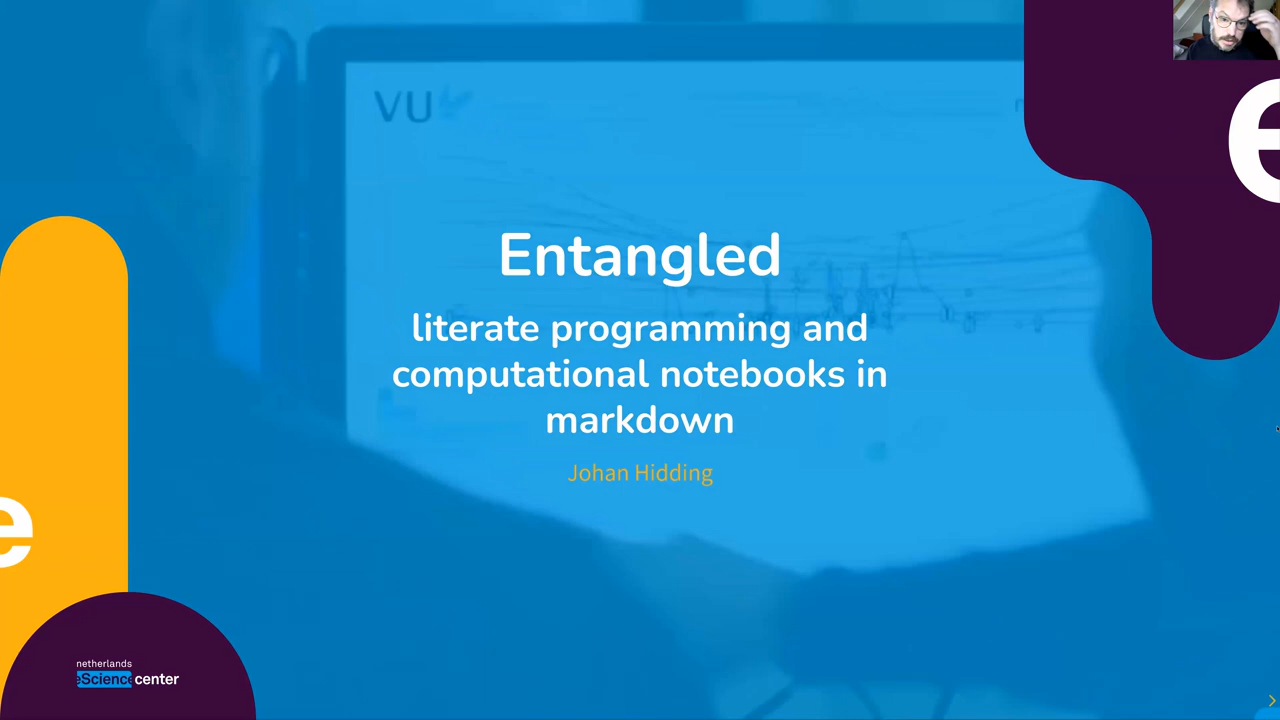 VU
Entangled
literate programming and
computational notebooks in
markdown
Johan Hidding
e
e
netherlands
eScience center